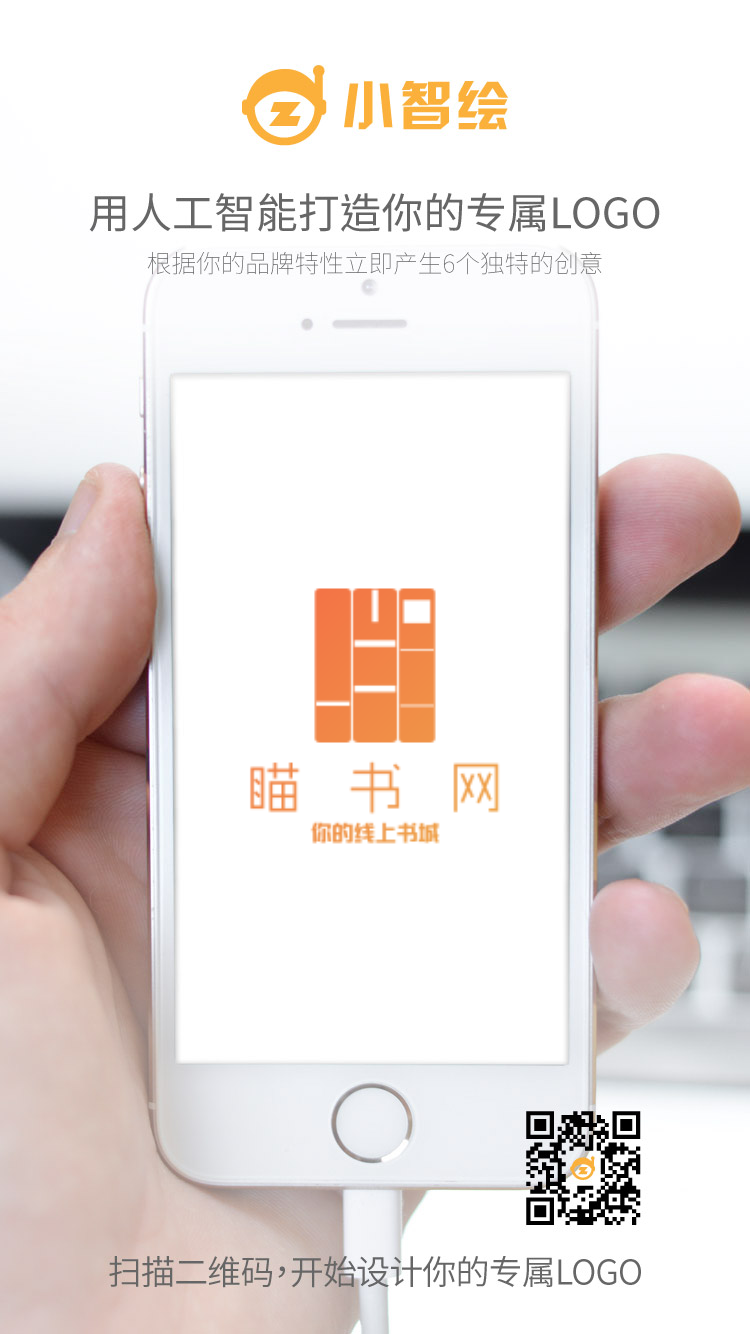 小智绘
用人工智能打造你的专属LOGO
根据你的品牌特性立即产生6个独特的创意
瞄书网
你的线上书城
扫描二维码，开始设计你的专属LOGO